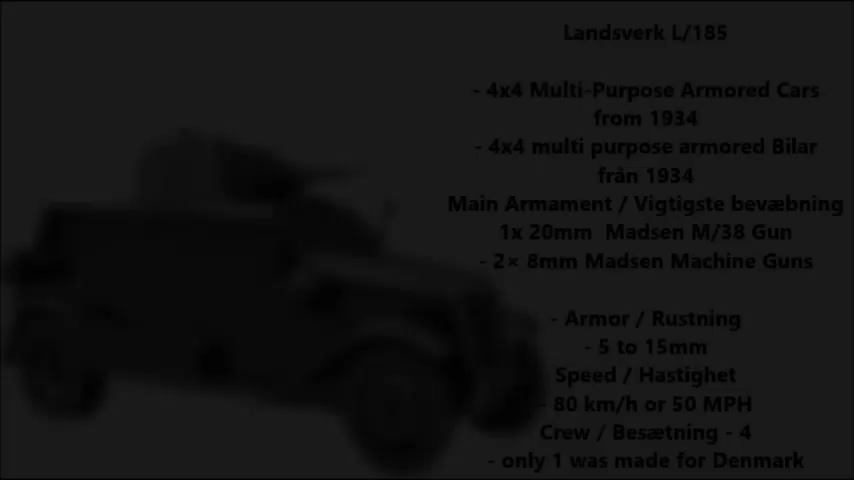 Landsverk L/185
- 4x4 Multi-Purpose Armored Cars
from 1934
- 4x4 multi purpose armored Bilar
från 1934
Main Armament / Vigtigste bevæbning
1x 20mm Madsen M/38 Gun
- 2× 8mm Madsen Machine Guns
- Armor / Rustning
- 5 to 15mm
Speed / Hastighet
- 80 km/h or 50 MPH
Crew / Besætning - 4
- only 1 was made for Denmark